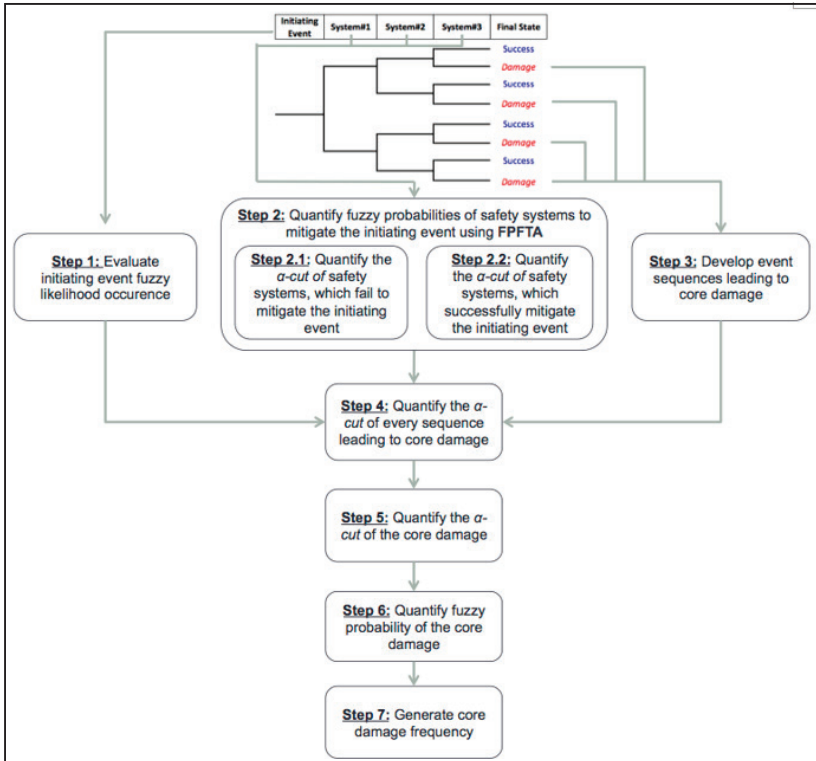 Initiating Event System#1 System#2 System#3 Final State
Success
Damage
Success
Damage
Success
Damage
Success
Damage
Step 2: Quantify fuzzy probabilities of safety systems to
mitigate the initiating event using FPFTA
Step 1: Evaluate
initiating event fuzzy
likelihood occurence
Step 2.1: Quantify the
α-cut of safety
systems, which fail to
mitigate the initiating
event
Step 2.2: Quantify
the α-cut of safety
systems, which
successfully mitigate
the initiating event
Step 3: Develop event
sequences leading to
core damage
Step 4: Quantify the α-
cut of every sequence
leading to core damage
Step 5: Quantify the α-
cut of the core damage
Step 6: Quantify fuzzy
probability of the core
damage
Step 7: Generate core
damage frequency